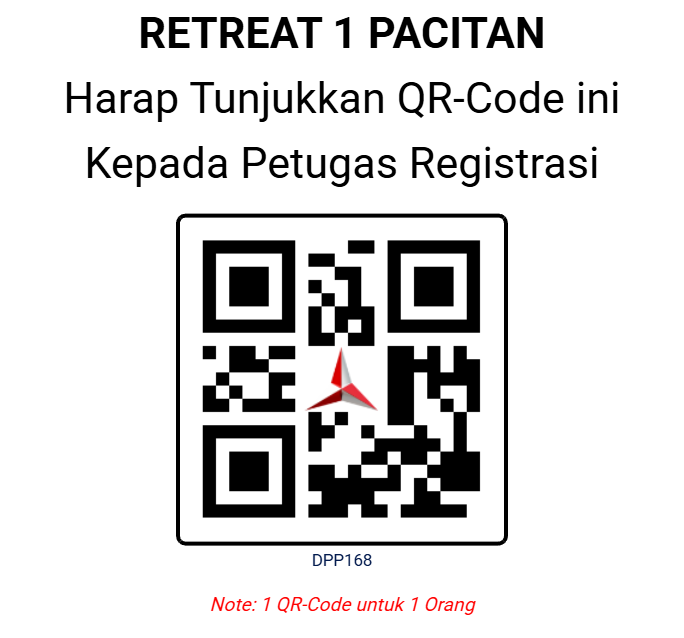 RETREAT 1 PACITAN
Harap Tunjukkan QR-Code ini
Kepada Petugas Registrasi
DPP168
Note: 1 QR-Code untuk 1 Orang